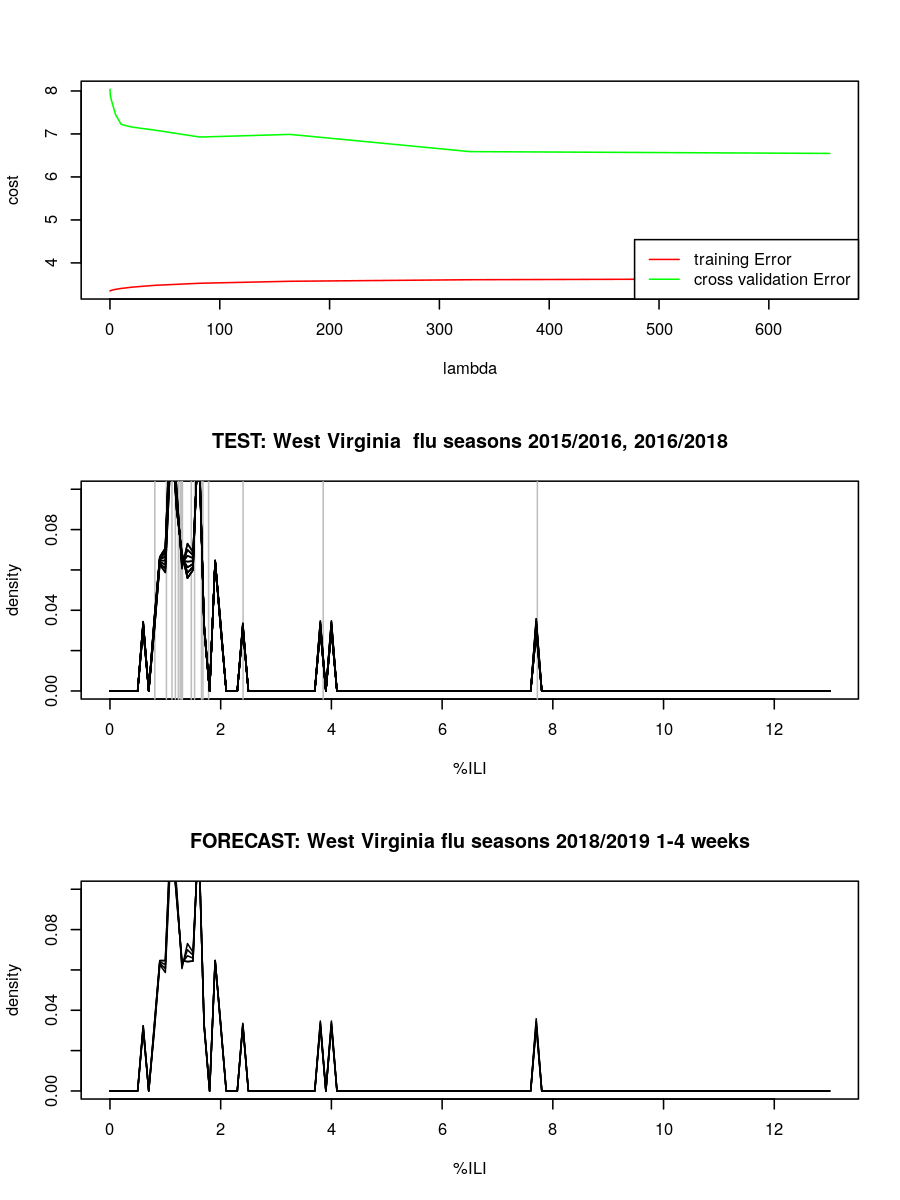 8
7
6
5
4
cost
training Error
cross validation Error
0 100 200 300 400 500 600
lambda
TEST: West Virginia  flu seasons 2015/2016, 2016/2018
0.08
0.04
0.00
density
0 2 4 6 8 10 12
%ILI
FORECAST: West Virginia flu seasons 2018/2019 1-4 weeks
0.08
0.04
0.00
density
0 2 4 6 8 10 12
%ILI